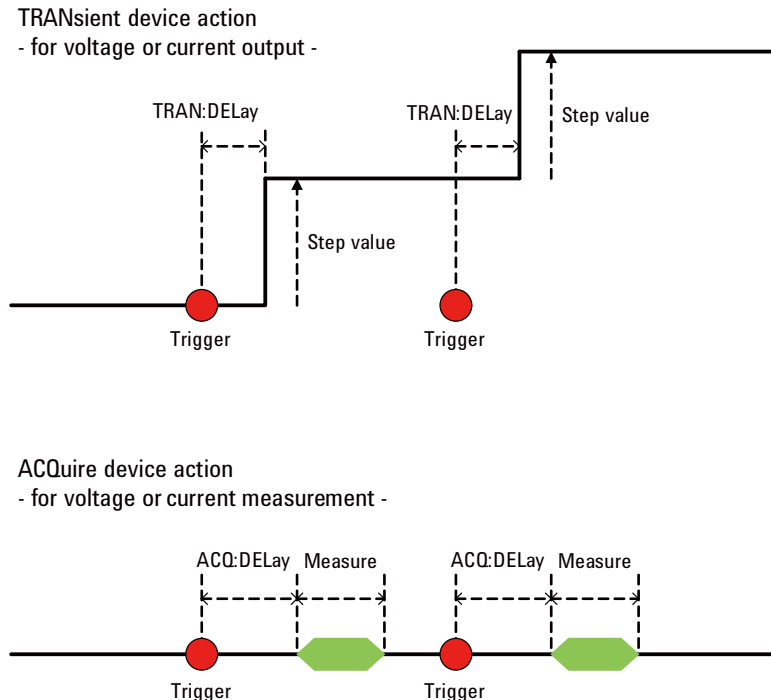 TRANsient device action
- for voltage or current output -
TRAN:DELay
TRAN:DELay
Step value
Step value
Trigger
Trigger
ACQuire device action
- for voltage or current measurement -
ACQ:DELay
Measure
ACQ:DELay
Measure
Trigger
Trigger